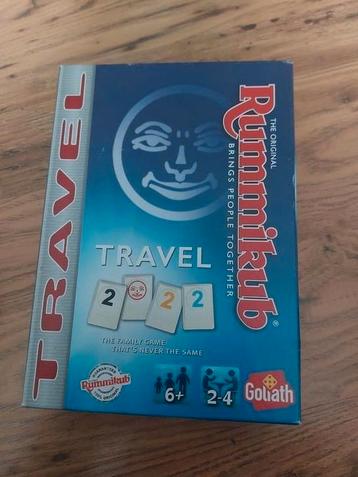 TRAVEL
THE ORIGINAL
Rummikub®
BRINGS PEOPLE TOGETHER
TRAVEL
2 2 2
THE FAMILY GAME
THAT'S NEVER THE SAME
Rummikub
6+
2-4
Goliath